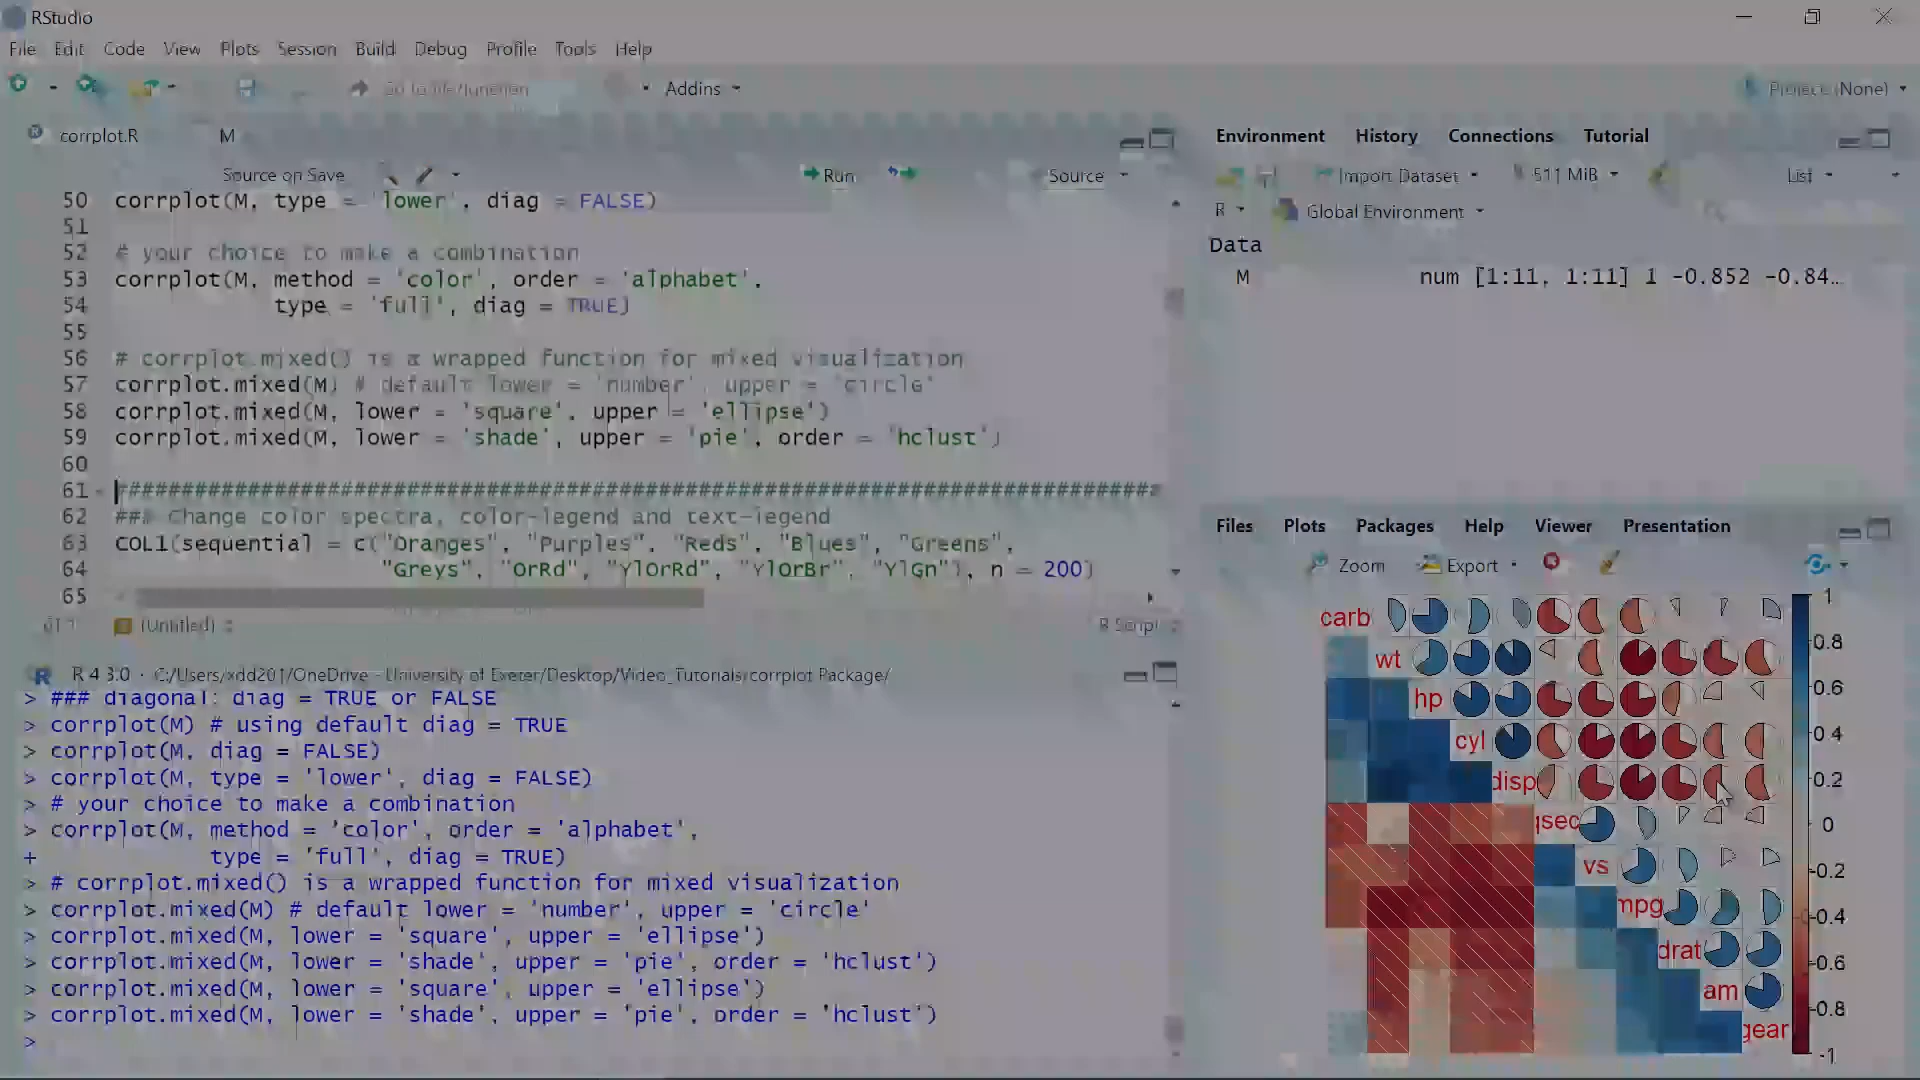 RStudio
File Edit Code View Plots Session Build Debug Profile Tools Help
Go to file/function Addins Project: (None)
corrplot.R M
Source on Save Run Source
50 corrplot(M, type = 'lower', diag = FALSE)
51
52 # your choice to make a combination
53 corrplot(M, method = 'color', order = 'alphabet',
54 type = 'full', diag = TRUE)
55
56 # corrplot.mixed() is a wrapped function for mixed visualization
57 corrplot.mixed(M) # default lower = 'number', upper = 'circle'
58 corrplot.mixed(M, lower = 'square', upper = 'ellipse')
59 corrplot.mixed(M, lower = 'shade', upper = 'pie', order = 'hclust')
60
61 ###############################################################################
62 ### Change color spectra, color-legend and text-legend
63 COL1(sequential = c("Oranges", "Purples", "Reds", "Blues", "Greens",
64 "Greys", "OrRd", "YlOrRd", "YlOrBr", "YlGn"), n = 200)
65
(Untitled) R Script
R 4.3.0 · C:/Users/xdd201/OneDrive - University of Exeter/Desktop/Video_Tutorials/corrplot Package/
> ### diagonal: diag = TRUE or FALSE
> corrplot(M) # using default diag = TRUE
> corrplot(M, diag = FALSE)
> corrplot(M, type = 'lower', diag = FALSE)
> # your choice to make a combination
> corrplot(M, method = 'color', order = 'alphabet',
+ type = 'full', diag = TRUE)
> # corrplot.mixed() is a wrapped function for mixed visualization
> corrplot.mixed(M) # default lower = 'number', upper = 'circle'
> corrplot.mixed(M, lower = 'square', upper = 'ellipse')
> corrplot.mixed(M, lower = 'shade', upper = 'pie', order = 'hclust')
> corrplot.mixed(M, lower = 'square', upper = 'ellipse')
> corrplot.mixed(M, lower = 'shade', upper = 'pie', order = 'hclust')
>
Environment History Connections Tutorial
Import Dataset 511 MiB List
R Global Environment
Data
M num [1:11, 1:11] 1 -0.852 -0.84…
Files Plots Packages Help Viewer Presentation
Zoom Export
carb
wt
hp
cyl
disp
qsec
vs
mpg
drat
am
gear
1
0.8
0.6
0.4
0.2
0
-0.2
-0.4
-0.6
-0.8
-1